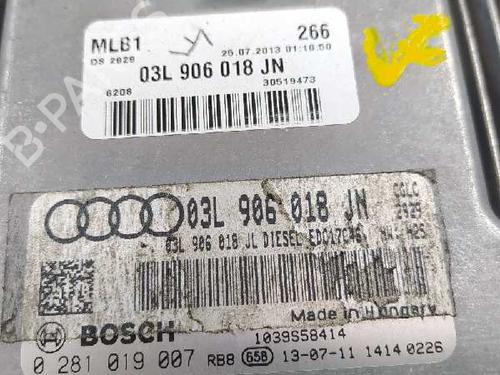 MLB1 266
DS 2829 25.07.2013 01:10:50
03L 906 018 JN
6208 30519473
03L 906 018 JN
03L 906 018 JL DIESEL EDC17C46
Made in Hungary
BOSCH 1039S58414
0 281 019 007 RB8 658 13-07-11 1414 0226